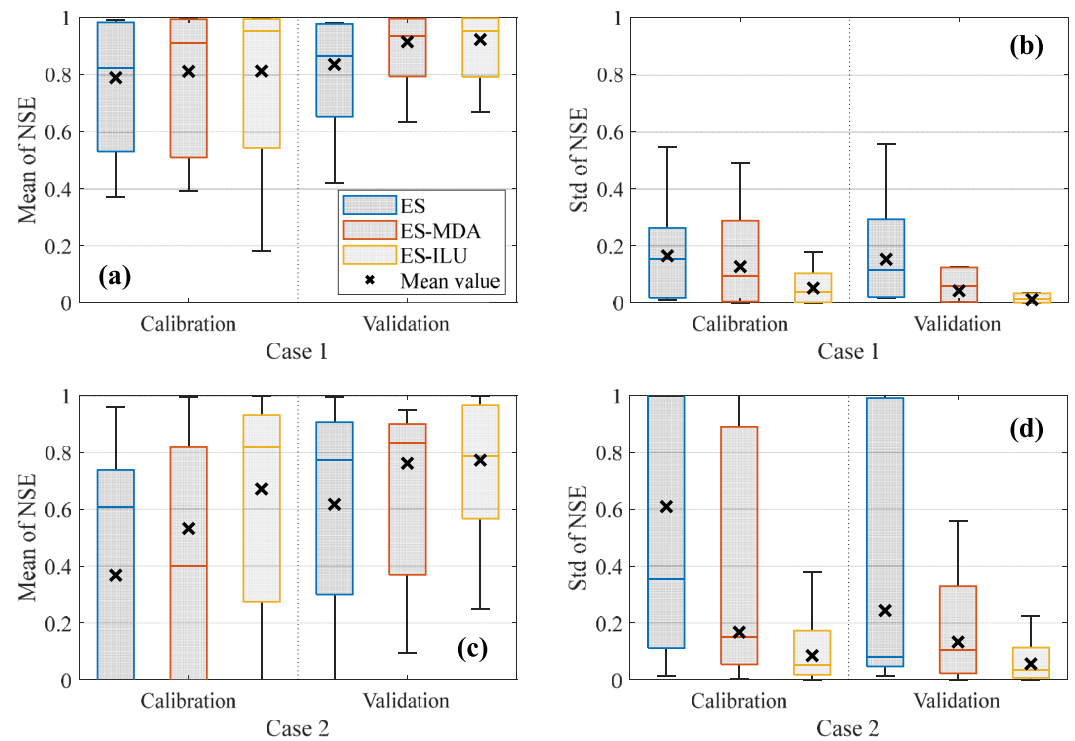 1
0.8
0.6
0.4
0.2
0
Mean of NSE
ES
ES-MDA
ES-ILU
Mean value
(a)
Calibration
Validation
Case 1
1
0.8
0.6
0.4
0.2
0
Std of NSE
(b)
Calibration
Validation
Case 1
1
0.8
0.6
0.4
0.2
0
Mean of NSE
(c)
Calibration
Validation
Case 2
1
0.8
0.6
0.4
0.2
0
Std of NSE
(d)
Calibration
Validation
Case 2